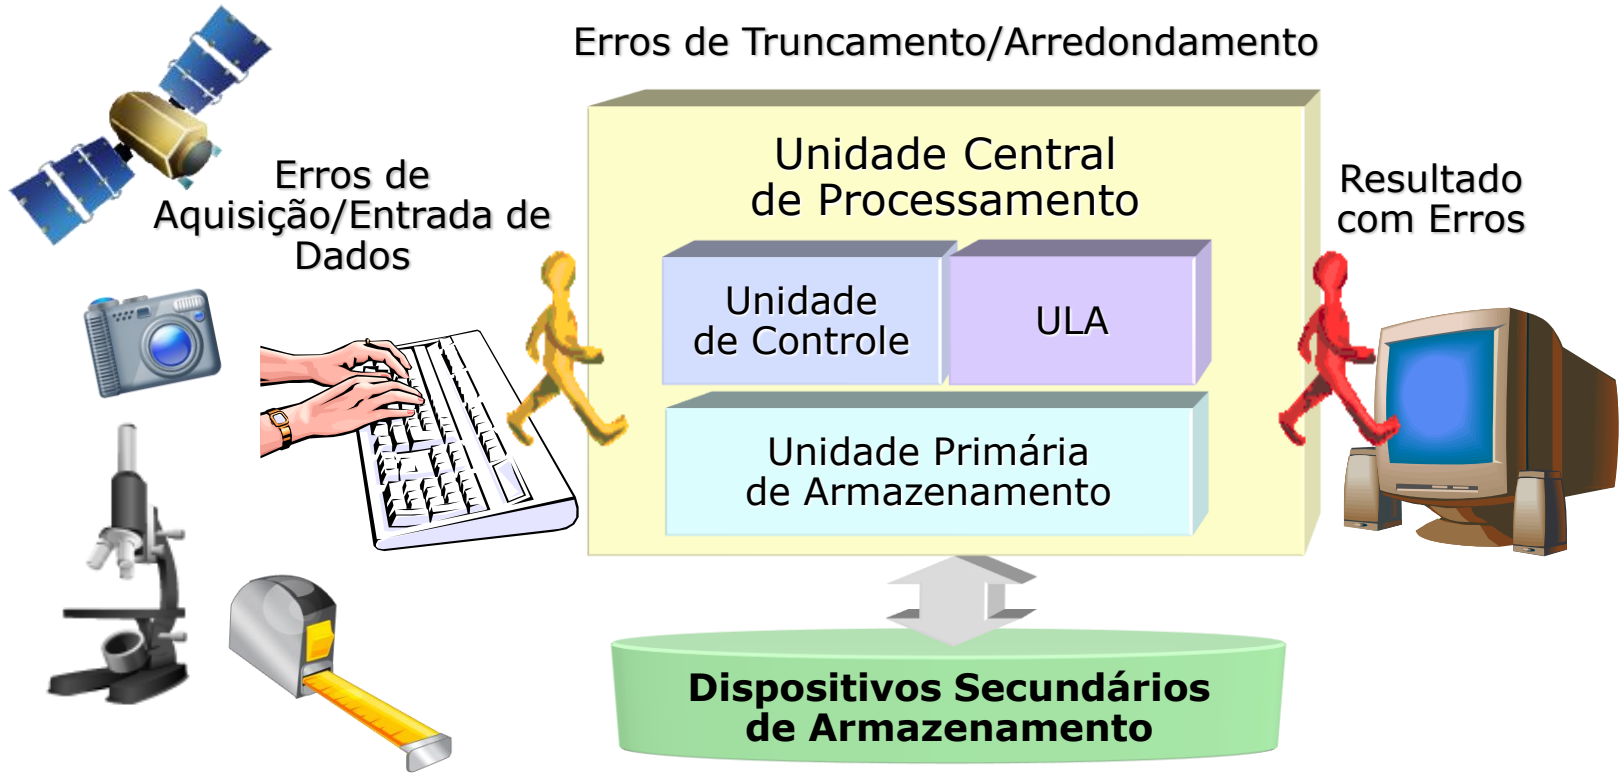 Erros de Truncamento/Arredondamento
Erros de
Aquisição/Entrada de
Dados
Unidade Central
de Processamento
Unidade
de Controle
ULA
Unidade Primária
de Armazenamento
Resultado
com Erros
Dispositivos Secundários
de Armazenamento